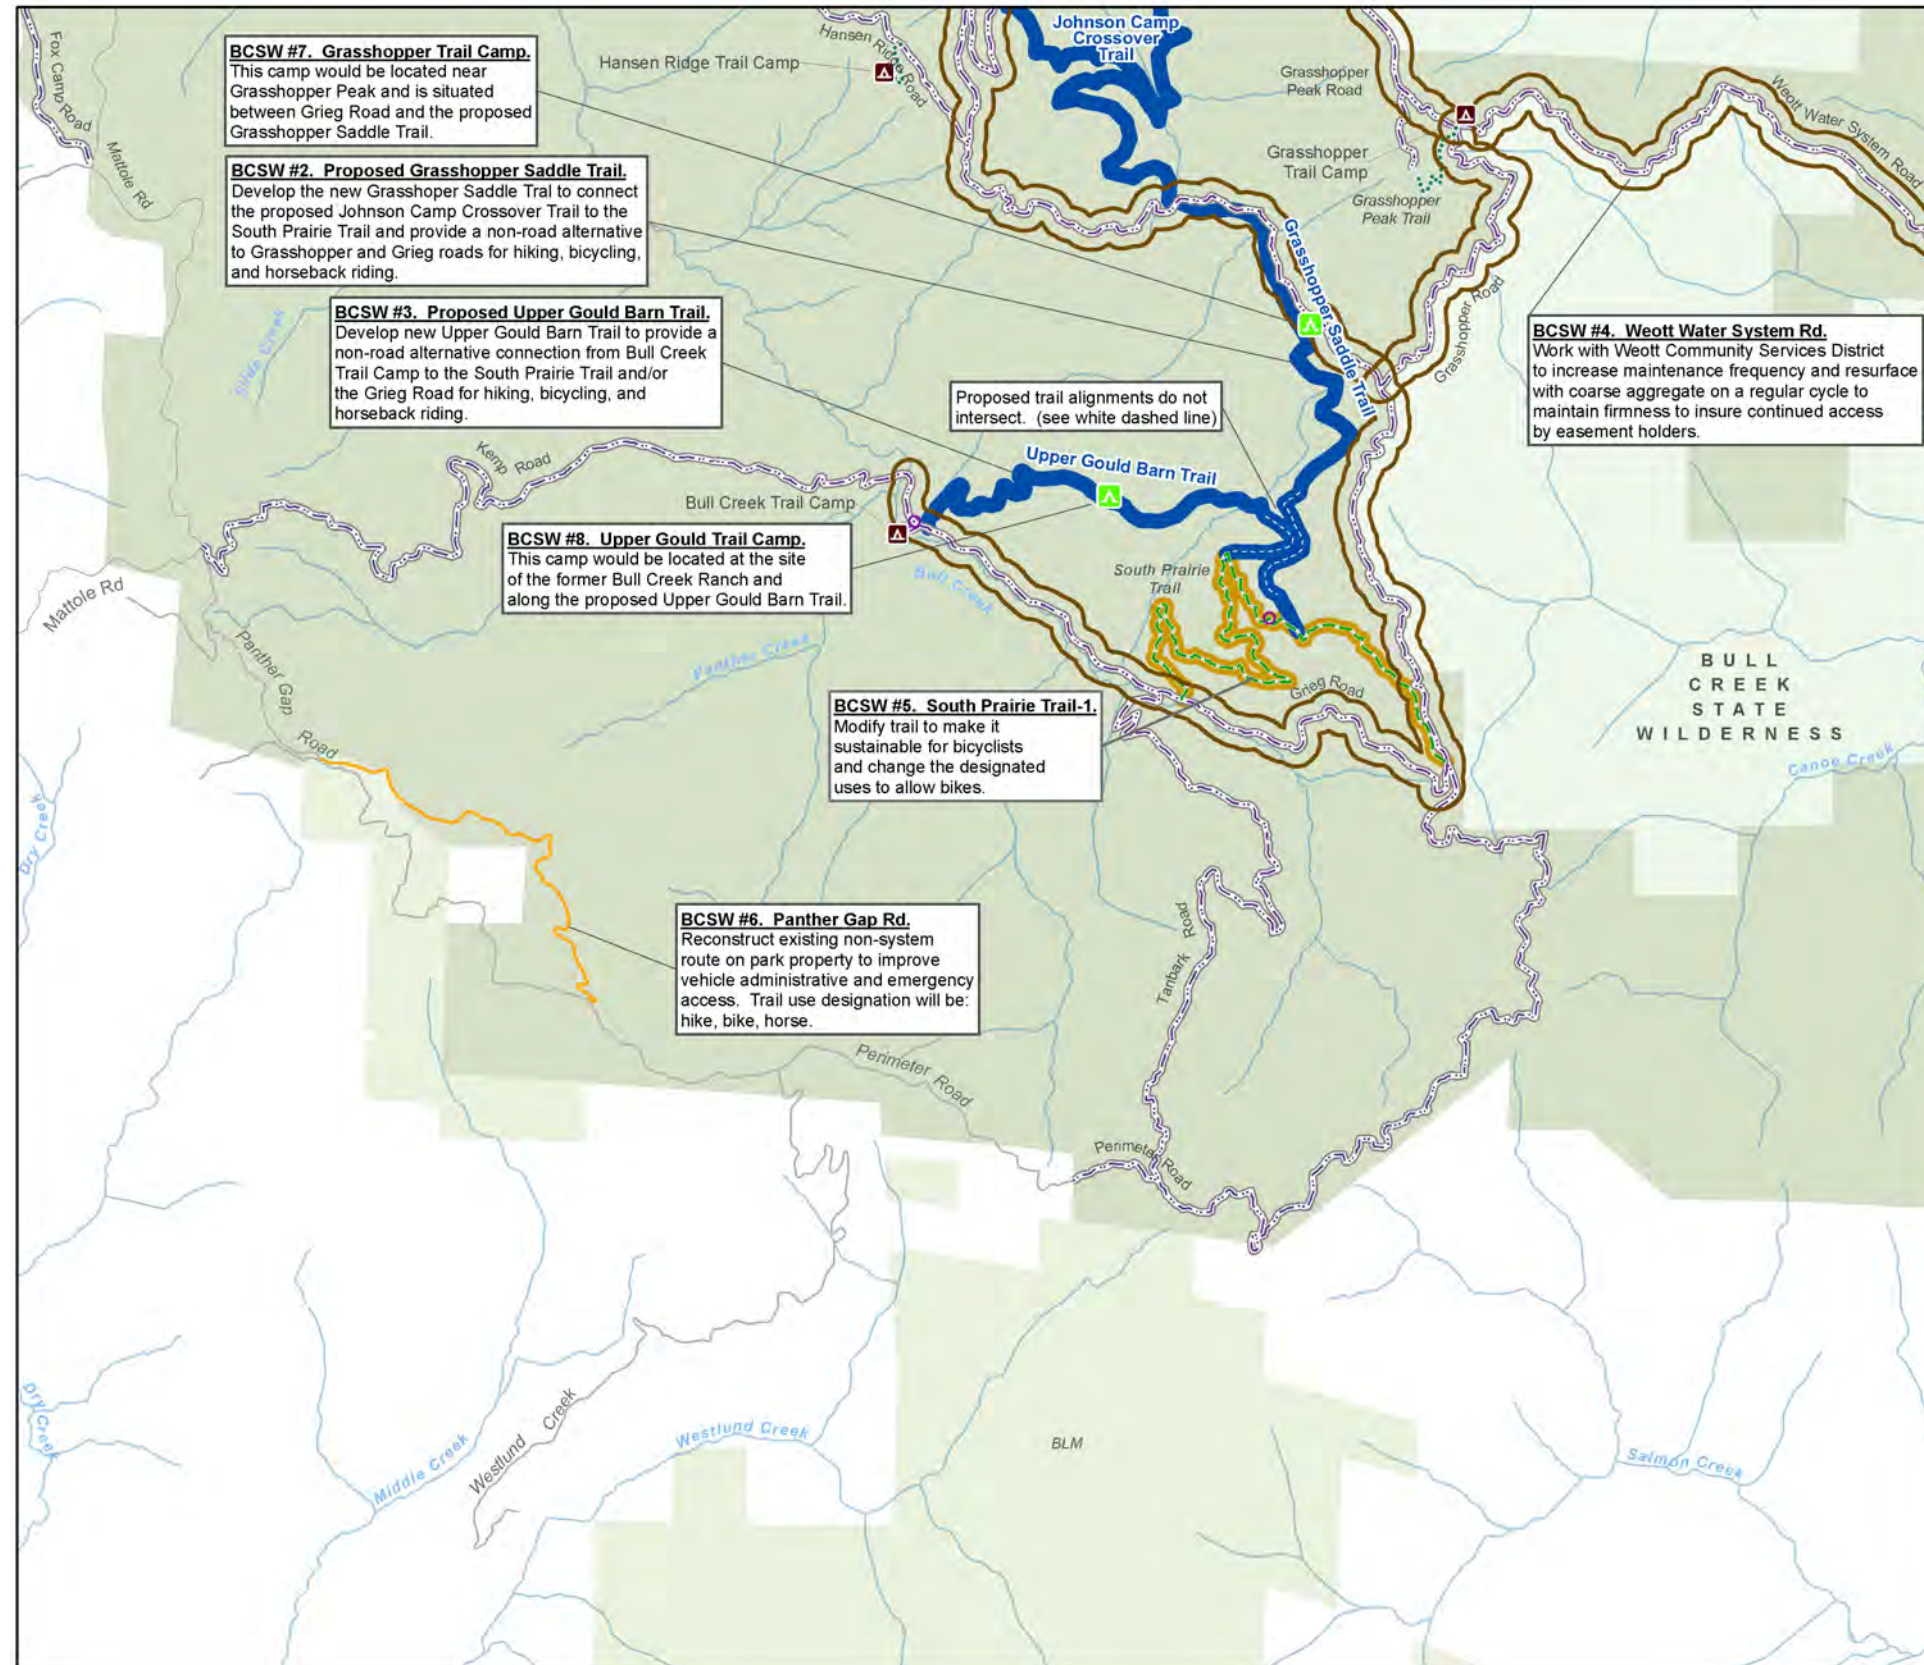 Fox Camp Road
Mattole Rd
BCSW #7.  Grasshopper Trail Camp.
This camp would be located near
Grasshopper Peak and is situated
between Grieg Road and the proposed
Grasshopper Saddle Trail.
BCSW #2.  Proposed Grasshopper Saddle Trail.
Develop the new Grasshoper Saddle Tral to connect
the proposed Johnson Camp Crossover Trail to the
South Prairie Trail and provide a non-road alternative
to Grasshopper and Grieg roads for hiking, bicycling,
and horseback riding.
BCSW #3.  Proposed Upper Gould Barn Trail.
Develop new Upper Gould Barn Trail to provide a
non-road alternative connection from Bull Creek
Trail Camp to the South Prairie Trail and/or
the Grieg Road for hiking, bicycling, and
horseback riding.
Hansen Ridge Trail Camp
Hansen Ridge Road
Johnson Camp
Crossover
Trail
Grasshopper
Peak Road
Grasshopper
Trail Camp
Grasshopper
Peak Trail
Weott Water System Road
Grasshopper Saddle Trail
Grasshopper Road
BCSW #4.  Weott Water System Rd.
Work with Weott Community Services District
to increase maintenance frequency and resurface
with coarse aggregate on a regular cycle to
maintain firmness to insure continued access
by easement holders.
Proposed trail alignments do not
intersect.  (see white dashed line)
Slide Creek
Kemp Road
Bull Creek Trail Camp
Upper Gould Barn Trail
BCSW #8.  Upper Gould Trail Camp.
This camp would be located at the site
of the former Bull Creek Ranch and
along the proposed Upper Gould Barn Trail.
Bull Creek
South Prairie
Trail
Mattole Rd
Panther Gap
Road
Panther Creek
Grieg Road
BCSW #5.  South Prairie Trail-1.
Modify trail to make it
sustainable for bicyclists
and change the designated
uses to allow bikes.
BULL
CREEK
STATE
WILDERNESS
Canoe Creek
Dry Creek
BCSW #6.  Panther Gap Rd.
Reconstruct existing non-system
route on park property to improve
vehicle administrative and emergency
access.  Trail use designation will be:
hike, bike, horse.
Tanbark Road
Perimeter Road
Perimeter Road
Dry Creek
Middle Creek
Westlund Creek
Westlund Creek
BLM
Salmon Creek